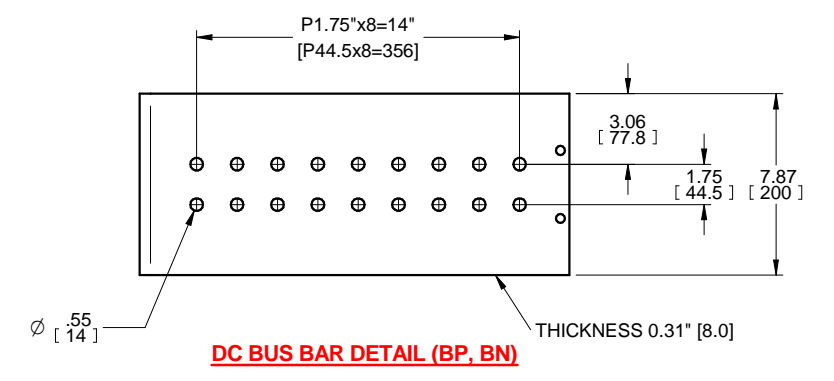 P1.75"x8=14"
[P44.5x8=356]
3.06
[ 77.8 ]
1.75
[ 44.5 ]
7.87
[ 200 ]
Ø .55
[ 14 ]
THICKNESS 0.31" [8.0]
DC BUS BAR DETAIL (BP, BN)